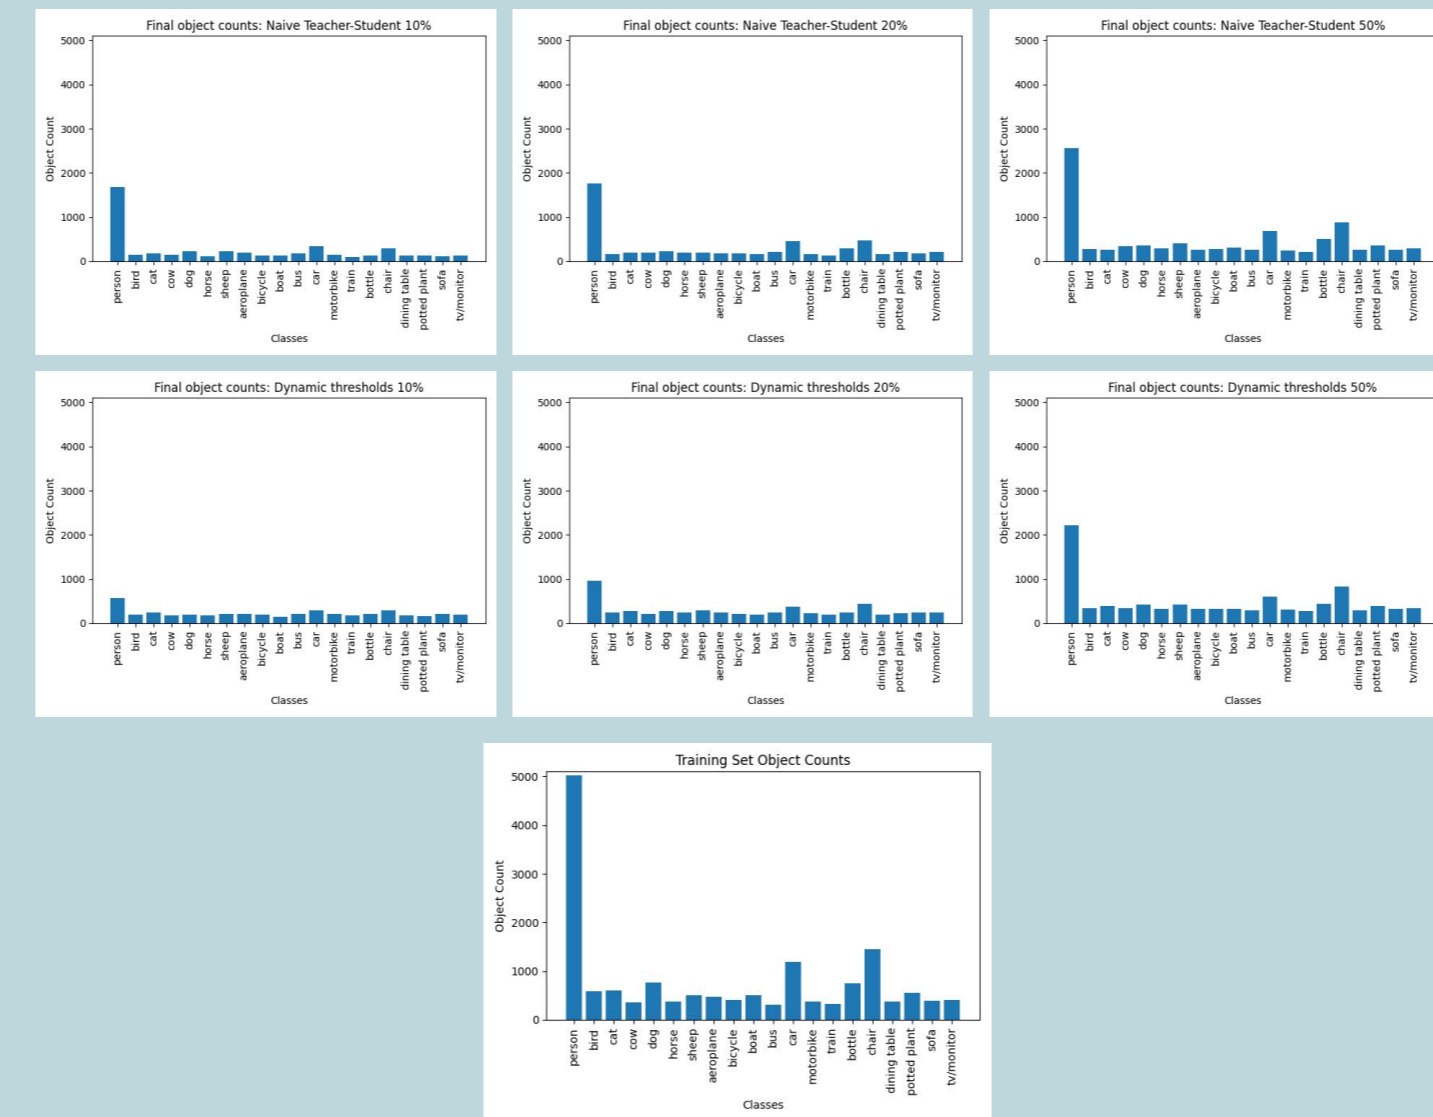 Final object counts: Naive Teacher-Student 10%
5000
4000
3000
2000
1000
0
Object Count
person
bird
cat
cow
dog
horse
sheep
aeroplane
bicycle
boat
bus
car
motorbike
train
bottle
chair
dining table
potted plant
sofa
tv/monitor
Classes
Final object counts: Naive Teacher-Student 20%
5000
4000
3000
2000
1000
0
Object Count
person
bird
cat
cow
dog
horse
sheep
aeroplane
bicycle
boat
bus
car
motorbike
train
bottle
chair
dining table
potted plant
sofa
tv/monitor
Classes
Final object counts: Naive Teacher-Student 50%
5000
4000
3000
2000
1000
0
Object Count
person
bird
cat
cow
dog
horse
sheep
aeroplane
bicycle
boat
bus
car
motorbike
train
bottle
chair
dining table
potted plant
sofa
tv/monitor
Classes
Final object counts: Dynamic thresholds 10%
5000
4000
3000
2000
1000
0
Object Count
person
bird
cat
cow
dog
horse
sheep
aeroplane
bicycle
boat
bus
car
motorbike
train
bottle
chair
dining table
potted plant
sofa
tv/monitor
Classes
Final object counts: Dynamic thresholds 20%
5000
4000
3000
2000
1000
0
Object Count
person
bird
cat
cow
dog
horse
sheep
aeroplane
bicycle
boat
bus
car
motorbike
train
bottle
chair
dining table
potted plant
sofa
tv/monitor
Classes
Final object counts: Dynamic thresholds 50%
5000
4000
3000
2000
1000
0
Object Count
person
bird
cat
cow
dog
horse
sheep
aeroplane
bicycle
boat
bus
car
motorbike
train
bottle
chair
dining table
potted plant
sofa
tv/monitor
Classes
Training Set Object Counts
5000
4000
3000
2000
1000
0
Object Count
person
bird
cat
cow
dog
horse
sheep
aeroplane
bicycle
boat
bus
car
motorbike
train
bottle
chair
dining table
potted plant
sofa
tv/monitor
Classes